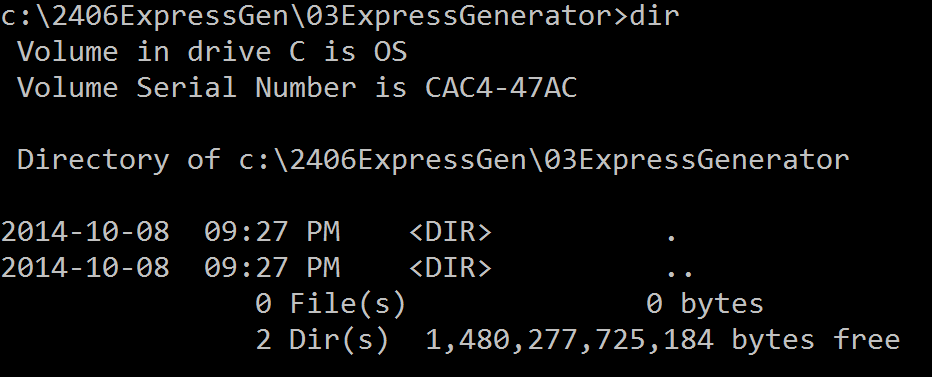 c:\2406ExpressGen\03ExpressGenerator>dir
Volume in drive C is OS
Volume Serial Number is CAC4-47AC
Directory of c:\2406ExpressGen\03ExpressGenerator
2014-10-08  09:27 PM    <DIR>          .
2014-10-08  09:27 PM    <DIR>          ..
0 File(s)              0 bytes
2 Dir(s)  1,480,277,725,184 bytes free